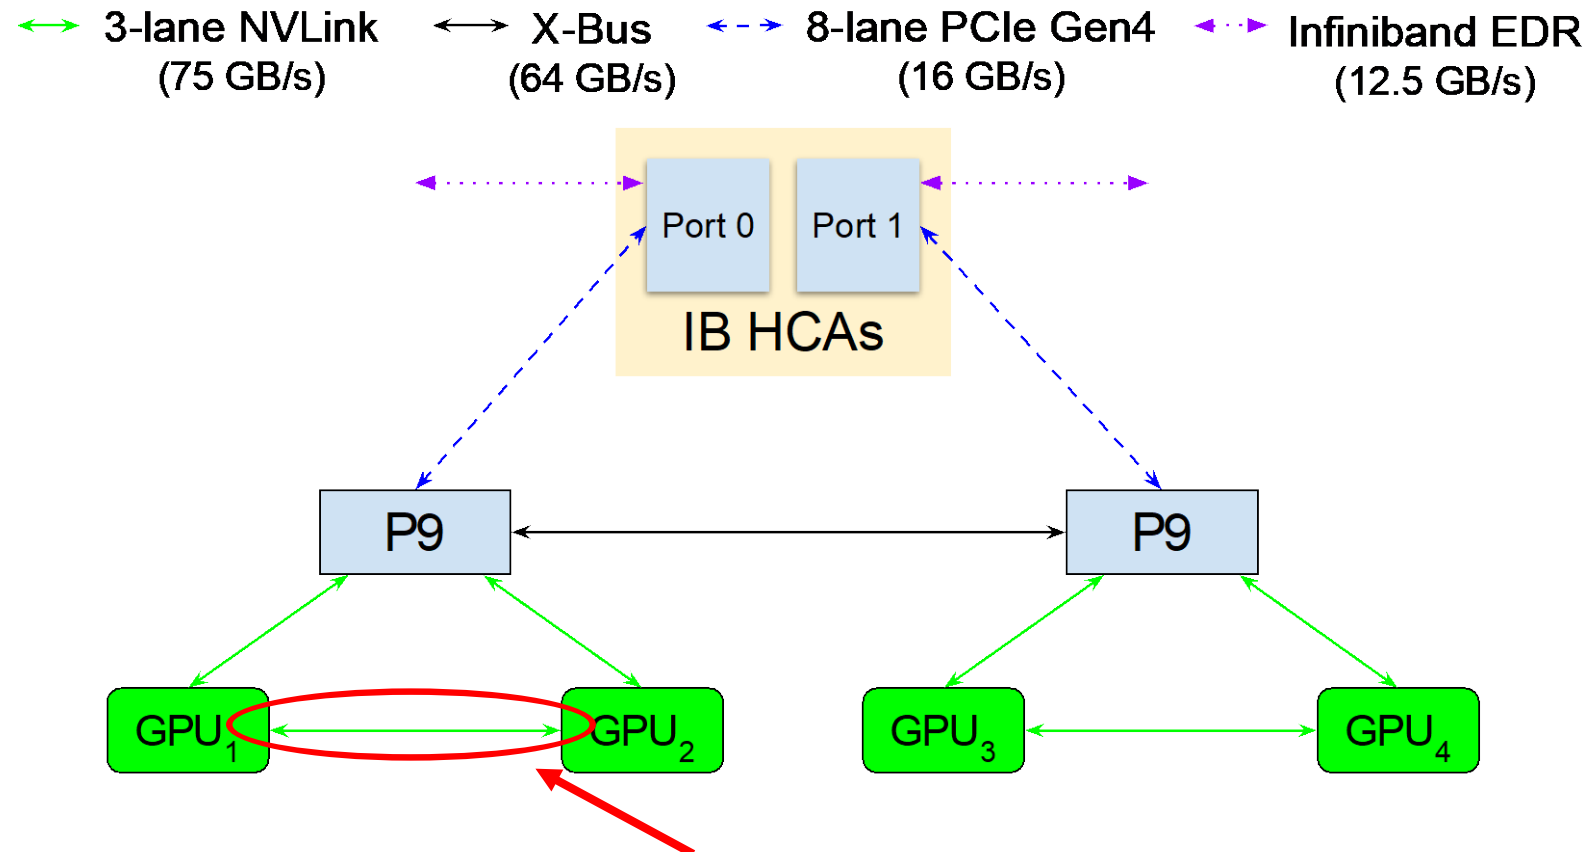 3-lane NVLink X-Bus 8-lane PCIe Gen4 Infiniband EDR
(75 GB/s) (64 GB/s) (16 GB/s) (12.5 GB/s)
Port 0 Port 1
IB HCAs
P9 P9
GPU1 GPU2 GPU3 GPU4